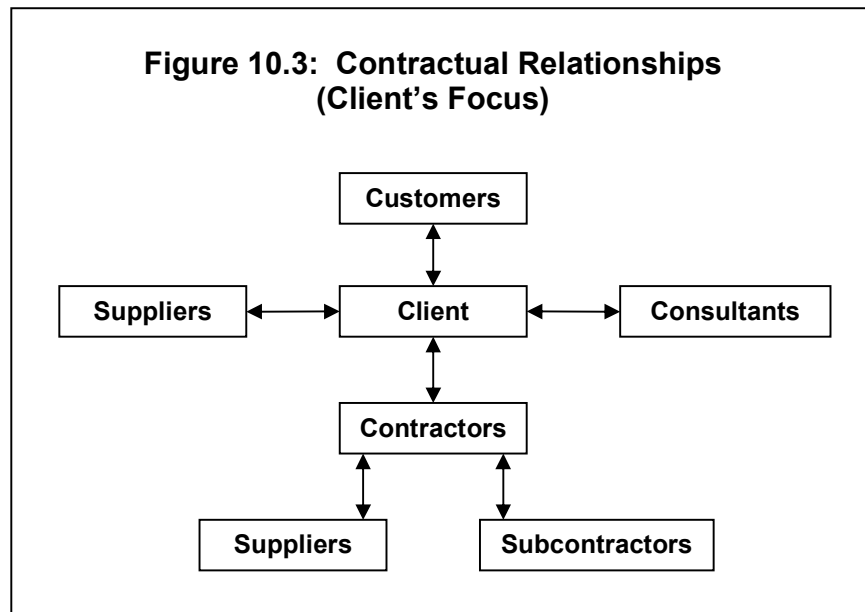 Figure 10.3: Contractual Relationships
(Client’s Focus)
Customers
Suppliers
Client
Consultants
Contractors
Suppliers
Subcontractors